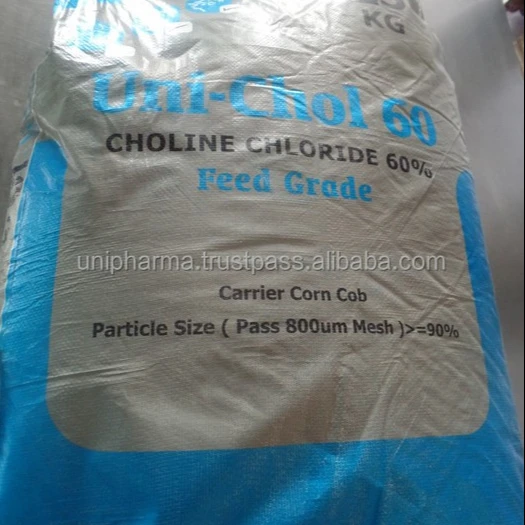 KG
Uni-Chol 60
CHOLINE CHLORIDE 60%
Feed Grade
unipharma.trustpass.alibaba.com
Carrier Corn Cob
Particle Size ( Pass 800um Mesh )>=90%